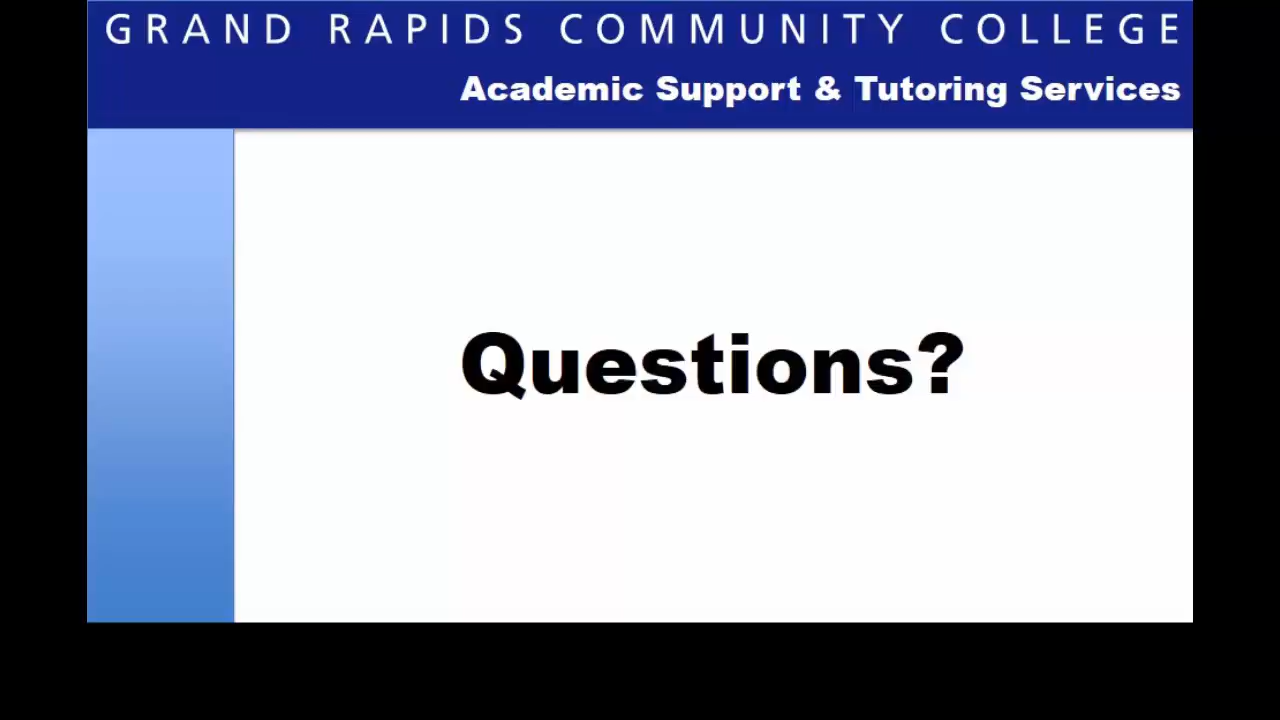 GRAND RAPIDS COMMUNITY COLLEGE
Academic Support & Tutoring Services
Questions?